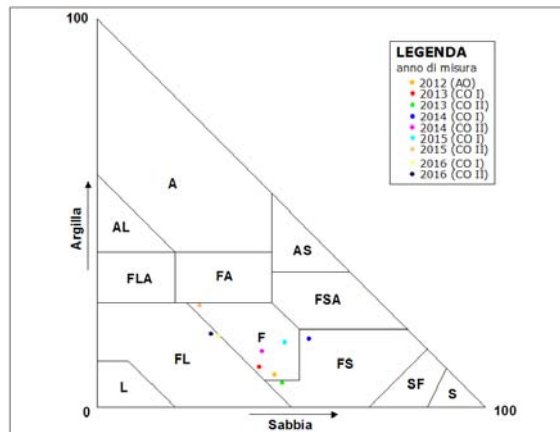 100
LEGENDA
anno di misura
2012 (AO)
2013 (CO I)
2013 (CO II)
2014 (CO I)
2014 (CO II)
2015 (CO I)
2015 (CO II)
2016 (CO I)
2016 (CO II)
A
Argilla
AL
AS
FLA
FA
FSA
F
FL
FS
L
SF
S
0
100
Sabbia